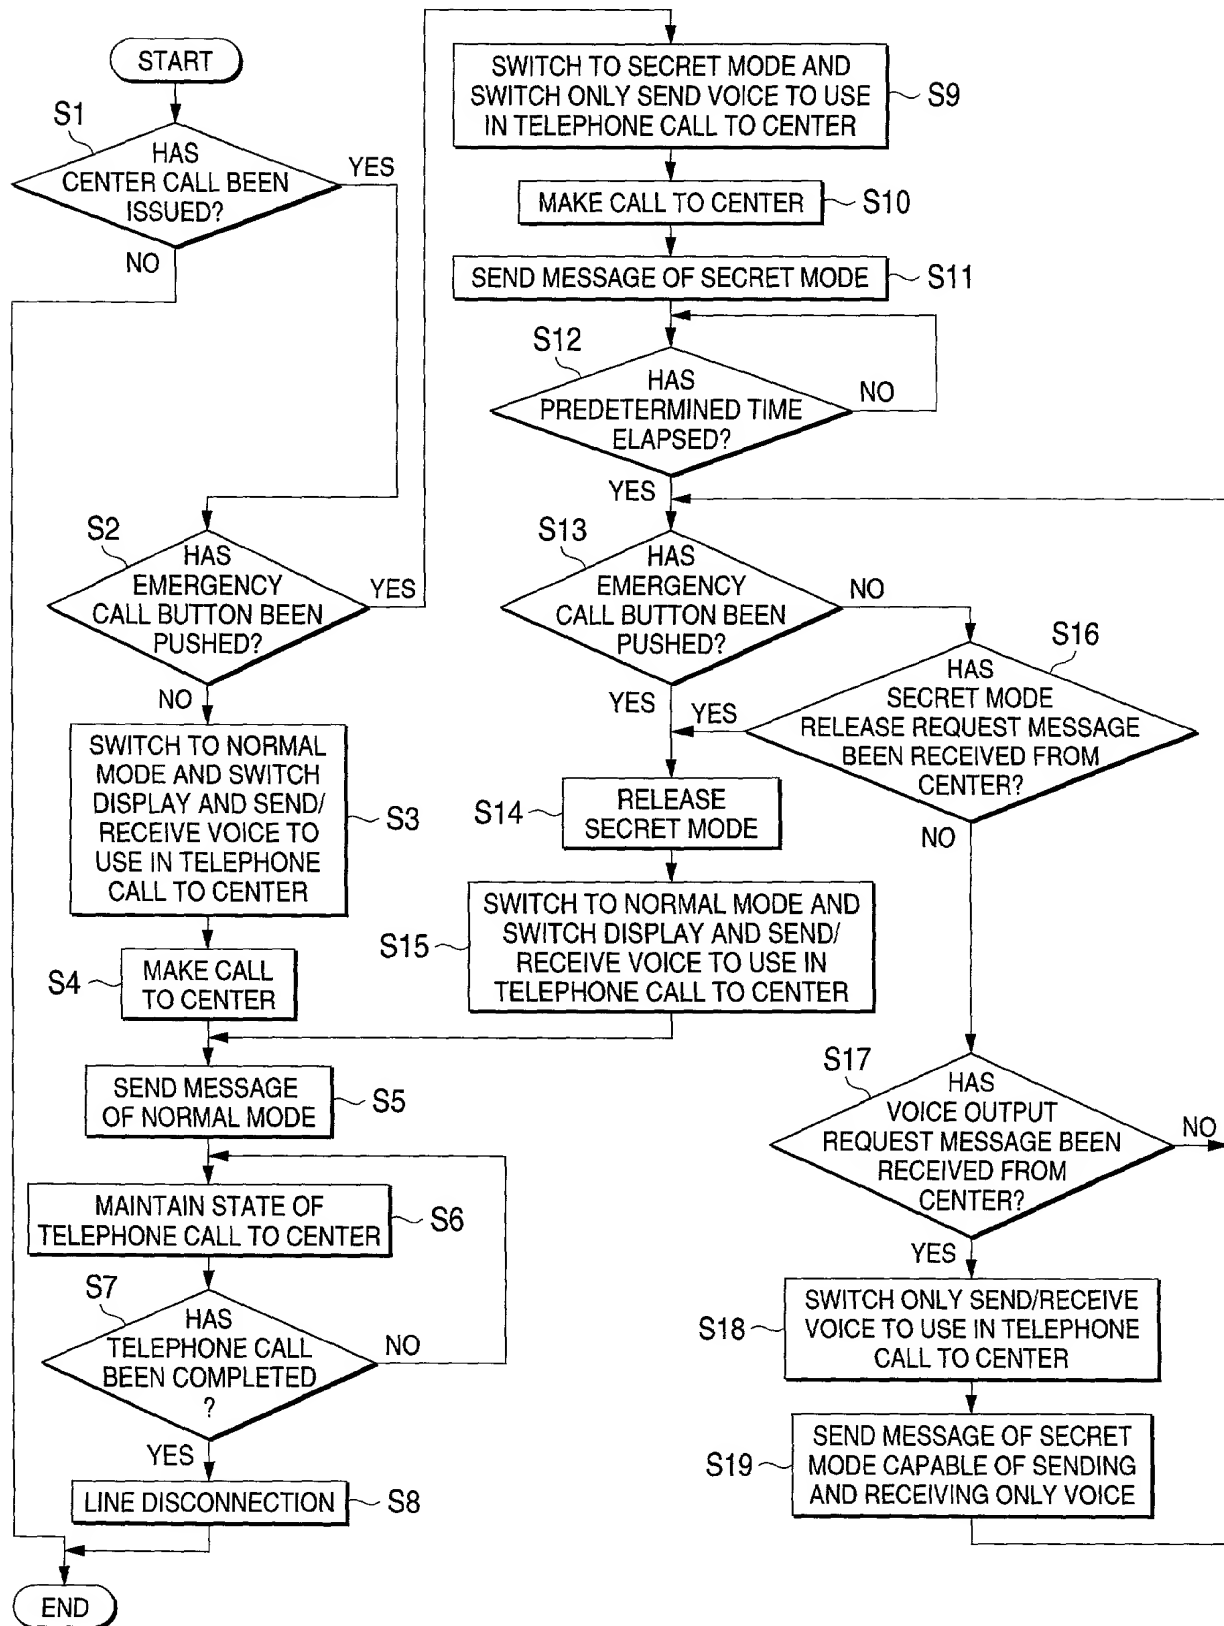 START
S1
HAS
CENTER CALL BEEN
ISSUED?
YES
NO
S2
HAS
EMERGENCY
CALL BUTTON BEEN
PUSHED?
YES
NO
SWITCH TO NORMAL
MODE AND SWITCH
DISPLAY AND SEND/
RECEIVE VOICE TO
USE IN TELEPHONE
CALL TO CENTER
S3
S4
MAKE CALL
TO CENTER
SEND MESSAGE
OF NORMAL MODE
S5
MAINTAIN STATE OF
TELEPHONE CALL TO CENTER
S6
S7
HAS
TELEPHONE CALL
BEEN COMPLETED
?
NO
YES
LINE DISCONNECTION
S8
END
SWITCH TO SECRET MODE AND
SWITCH ONLY SEND VOICE TO USE
IN TELEPHONE CALL TO CENTER
S9
MAKE CALL TO CENTER
S10
SEND MESSAGE OF SECRET MODE
S11
S12
HAS
PREDETERMINED TIME
ELAPSED?
NO
YES
S13
HAS
EMERGENCY
CALL BUTTON BEEN
PUSHED?
NO
YES
S14
RELEASE
SECRET MODE
S15
SWITCH TO NORMAL MODE AND
SWITCH DISPLAY AND SEND/
RECEIVE VOICE TO USE IN
TELEPHONE CALL TO CENTER
S16
HAS
SECRET MODE
RELEASE REQUEST MESSAGE
BEEN RECEIVED FROM
CENTER?
YES
NO
S17
HAS
VOICE OUTPUT
REQUEST MESSAGE BEEN
RECEIVED FROM
CENTER?
NO
YES
S18
SWITCH ONLY SEND/RECEIVE
VOICE TO USE IN TELEPHONE
CALL TO CENTER
S19
SEND MESSAGE OF SECRET
MODE CAPABLE OF SENDING
AND RECEIVING ONLY VOICE